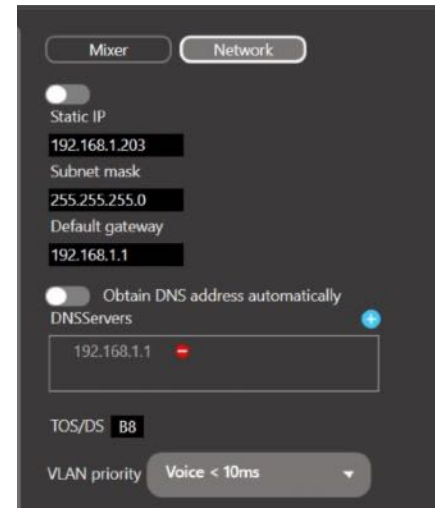 Mixer Network
Static IP
192.168.1.203
Subnet mask
255.255.255.0
Default gateway
192.168.1.1
Obtain DNS address automatically
DNSServers
192.168.1.1
TOS/DS B8
VLAN priority Voice < 10ms